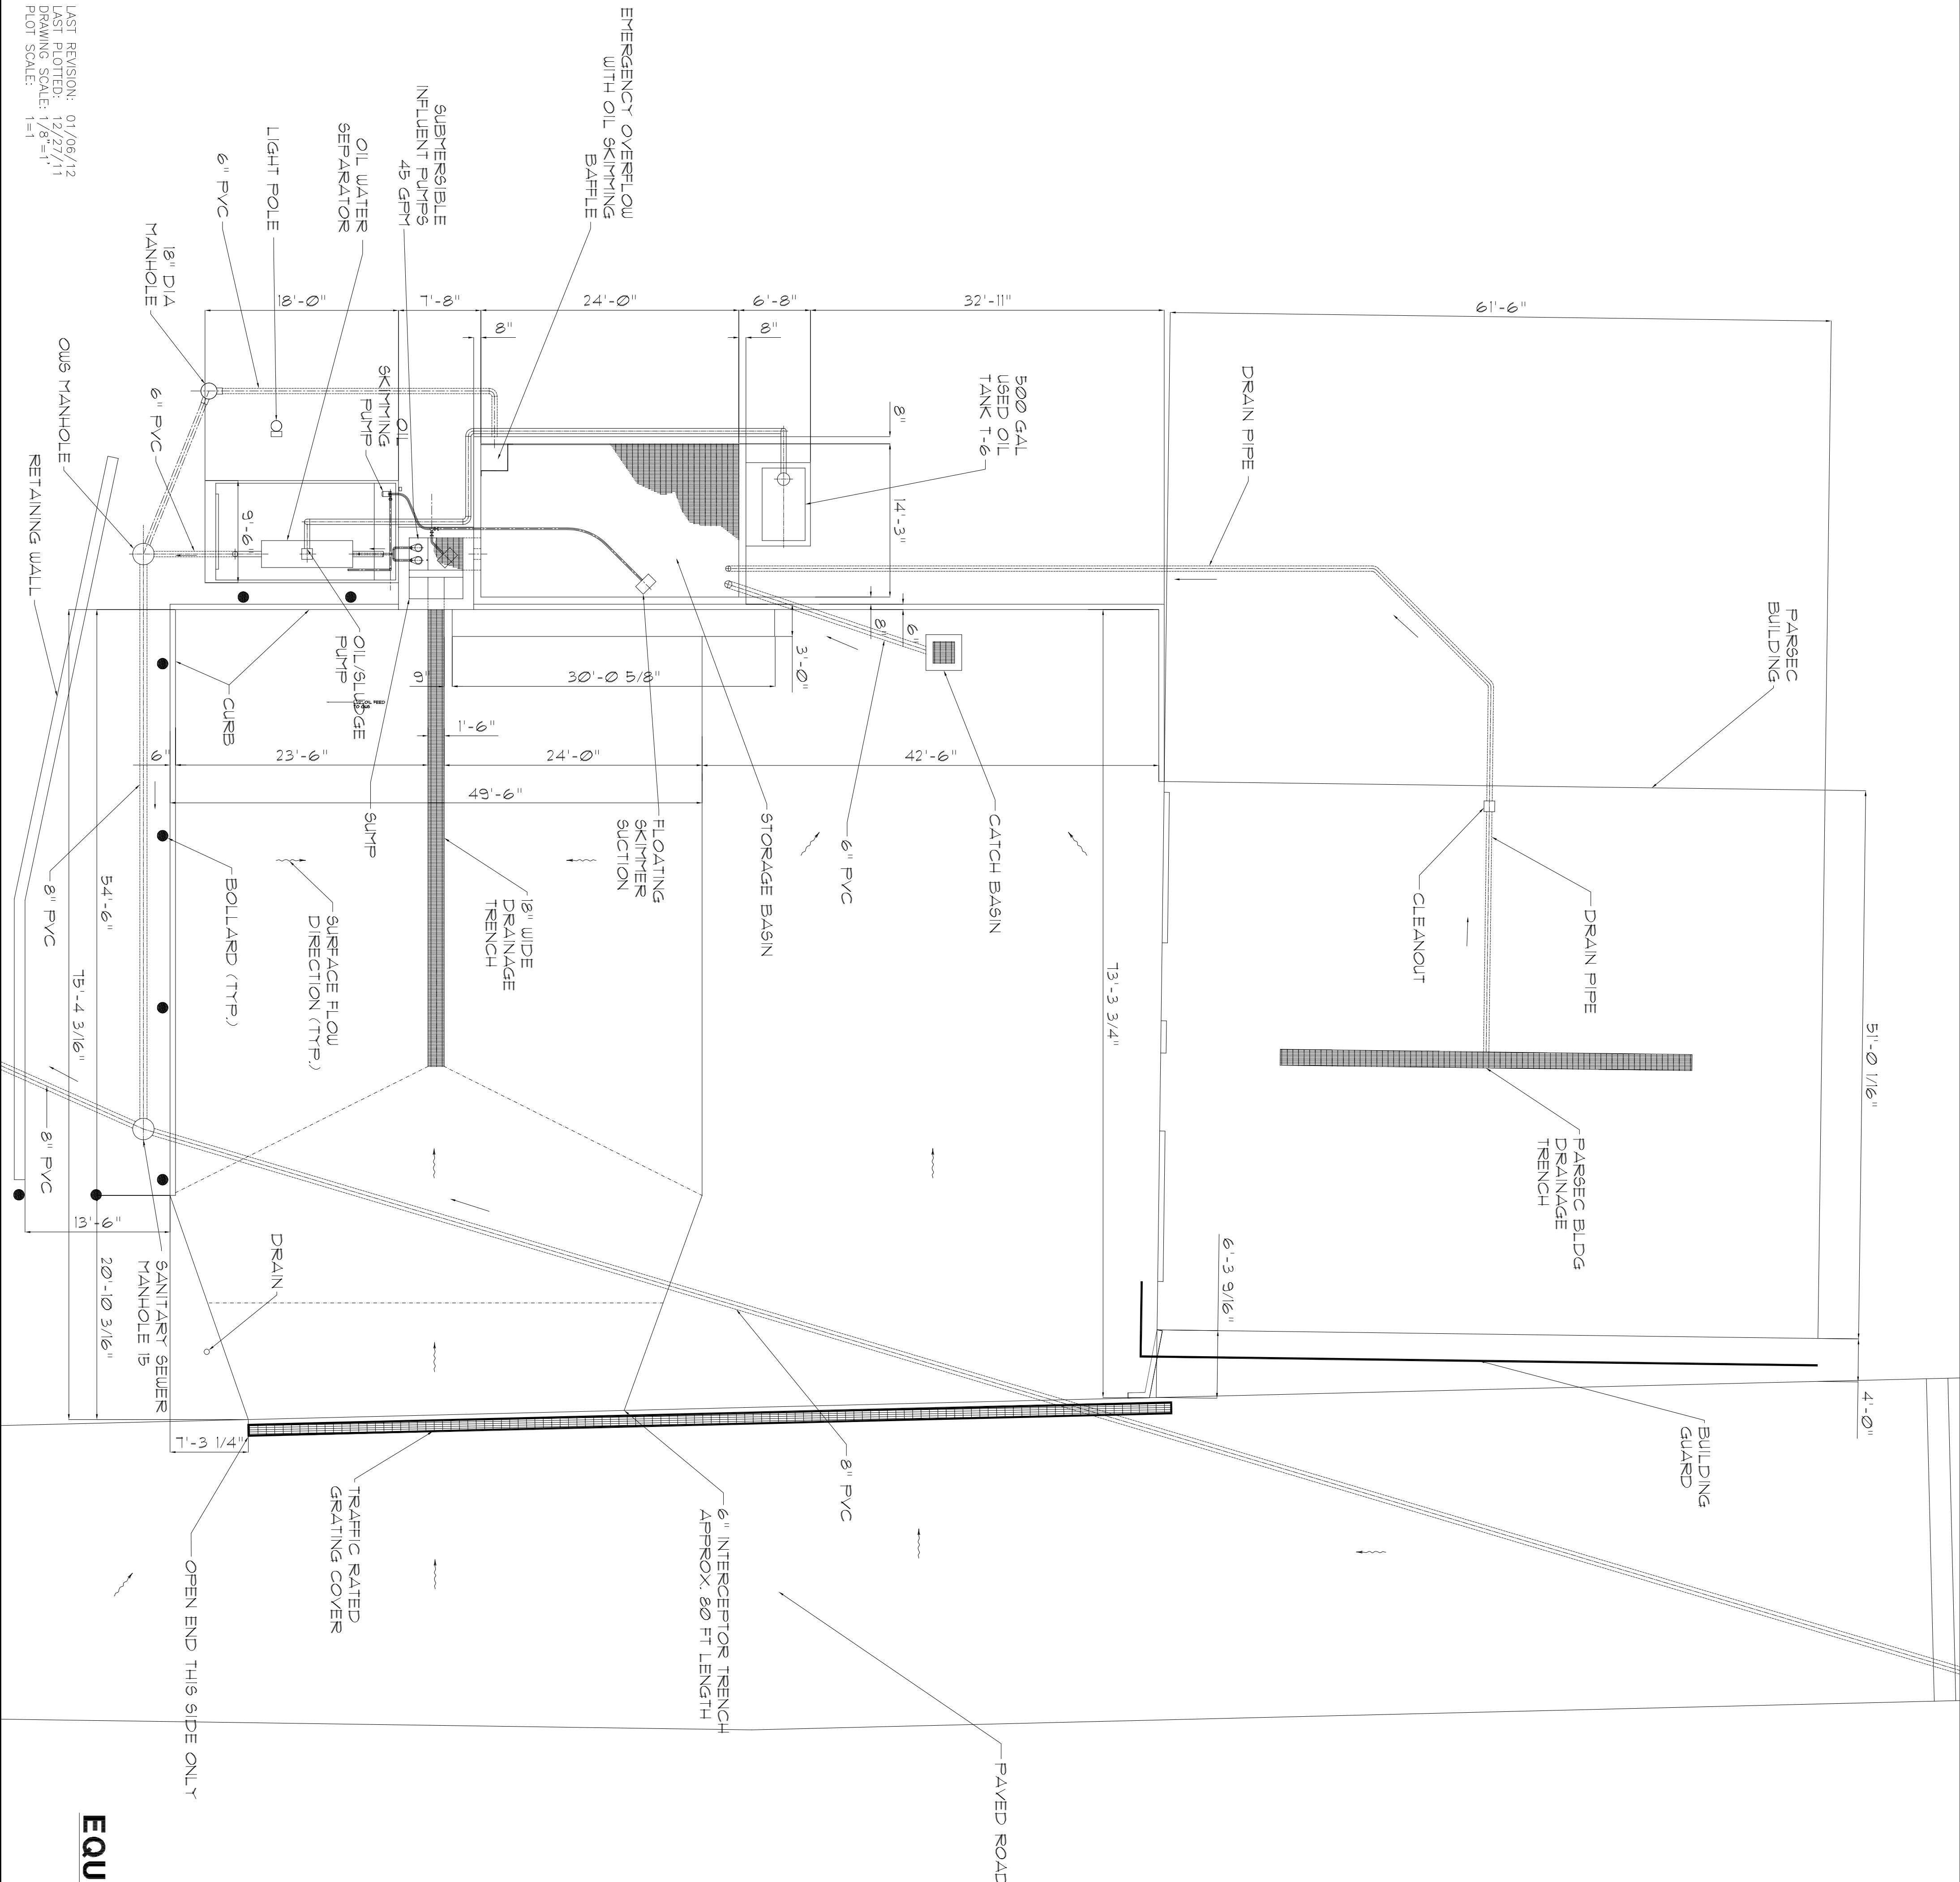 EMERGENCY OVERFLOW
WITH OIL SKIMMING
BAFFLE
SUBMERSIBLE
INFLUENT PUMPS
45 GPM
OIL WATER
SEPARATOR
LIGHT POLE
6" PVC
18" DIA
MANHOLE
OWS MANHOLE
6" PVC
RETAINING WALL
LAST REVISION: 01/06/12
LAST PLOTTED: 12/27/11
DRAWING SCALE: 1/8"=1'
PLOT SCALE: 1=1
18'-0"
7'-8"
24'-0"
6'-8"
32'-11"
61'-6"
8"
8"
OIL
SKIMMING
PUMP
500 GAL
USED OIL
TANK T-6
8"
14'-3"
DRAIN PIPE
9'-6"
PARSEC
BUILDING
8"
6"
3'-0"
OIL/SLUDGE
PUMP
9"
30'-0 5/8"
CURB
1'-6"
6"
23'-6"
24'-0"
42'-6"
49'-6"
SUMP
FLOATING
SKIMMER
SUCTION
STORAGE BASIN
6" PVC
CATCH BASIN
8" PVC
54'-6"
BOLLARD (TYP.)
SURFACE FLOW
DIRECTION (TYP.)
18" WIDE
DRAINAGE
TRENCH
CLEANOUT
DRAIN PIPE
75'-4 3/16"
73'-3 3/4"
51'-0 1/16"
8" PVC
PARSEC BLDG
DRAINAGE
TRENCH
13'-6"
20'-10 3/16"
SANITARY SEWER
MANHOLE 15
DRAIN
6'-3 9/16"
4'-0"
BUILDING
GUARD
7'-3 1/4"
8" PVC
TRAFFIC RATED
GRATING COVER
6" INTERCEPTOR TRENCH
APPROX. 80 FT LENGTH
OPEN END THIS SIDE ONLY
PAVED ROAD
EQU